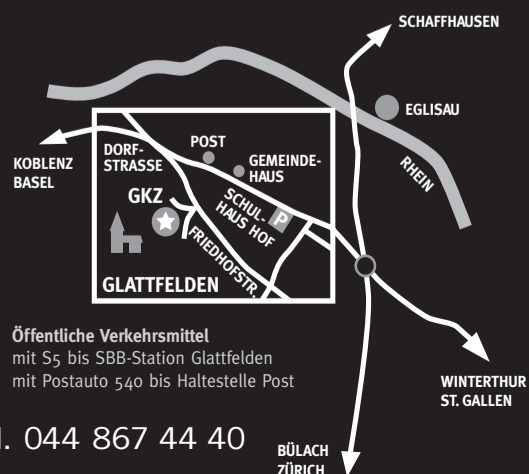 SCHAFFHAUSEN
EGLISAU
RHEIN
KOBLENZ
BASEL
DORF-
STRASSE
POST
GEMEINDE-
HAUS
GKZ
SCHUL-
HAUS HOF
P
FRIEDHOFSTR.
GLATTFELDEN
Öffentliche Verkehrsmittel
mit S5 bis SBB-Station Glattfelden
mit Postauto 540 bis Haltestelle Post
WINTERTHUR
ST. GALLEN
l. 044 867 44 40
BÜLACH
ZÜRICH